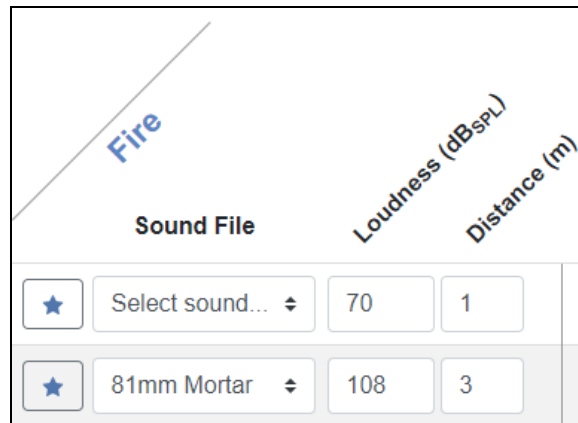 Fire
Sound File
Loudness (dBSPL)
Distance (m)
Select sound... 70 1
81mm Mortar 108 3